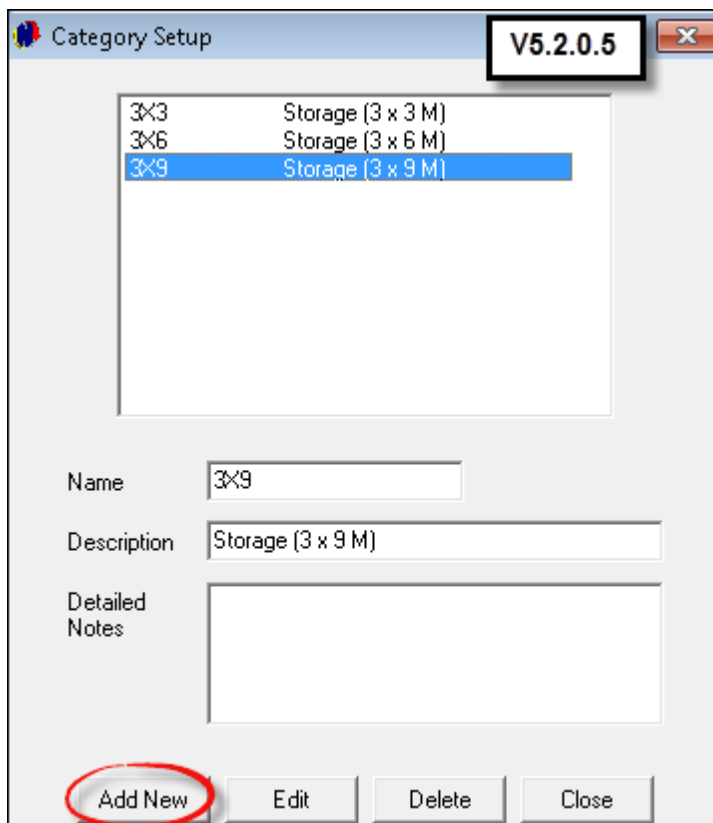 Category Setup
V5.2.0.5
3X3 Storage (3 x 3 M)
3X6 Storage (3 x 6 M)
3X9 Storage (3 x 9 M)
Name 3X9
Description Storage (3 x 9 M)
Detailed
Notes
Add New Edit Delete Close